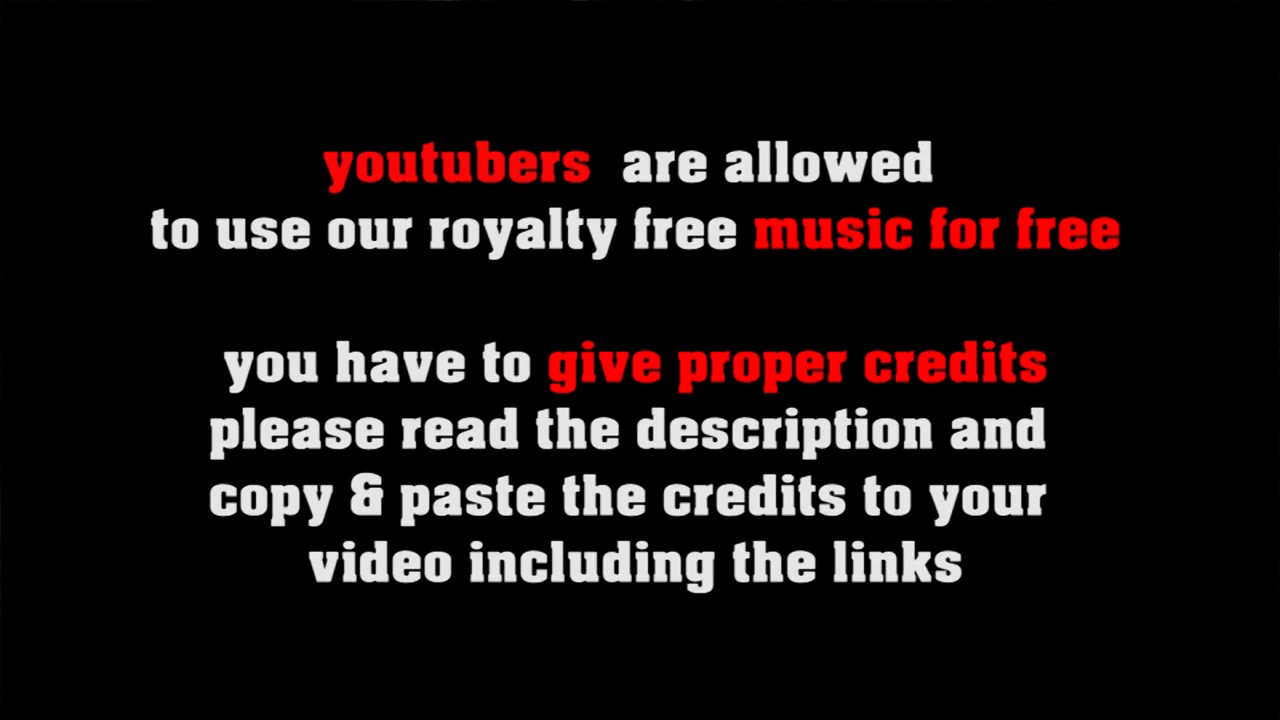 youtubers are allowed
to use our royalty free music for free
you have to give proper credits
please read the description and
copy & paste the credits to your
video including the links